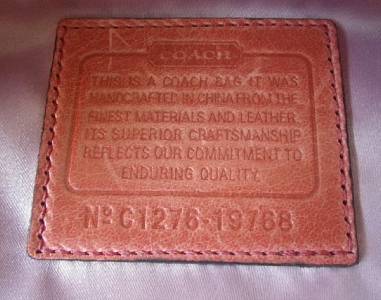 COACH
THIS IS A COACH BAG. IT WAS
HANDCRAFTED IN CHINA FROM THE
FINEST MATERIALS AND LEATHER.
ITS SUPERIOR CRAFTSMANSHIP
REFLECTS OUR COMMITMENT TO
ENDURING QUALITY.
Nº C1276-19768